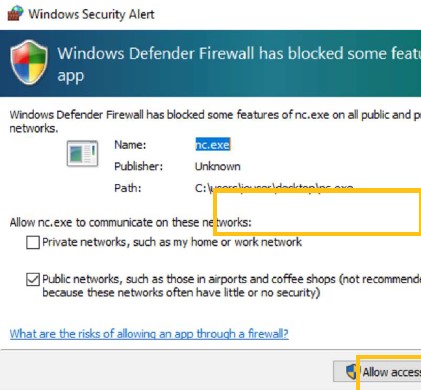 Windows Security Alert
Windows Defender Firewall has blocked some featu
app
Windows Defender Firewall has blocked some features of nc.exe on all public and p
networks.
Name: nc.exe
Publisher: Unknown
Path: C:\users\ieuser\desktop\nc.exe
Allow nc.exe to communicate on these networks:
Private networks, such as my home or work network
Public networks, such as those in airports and coffee shops (not recommende
because these networks often have little or no security)
What are the risks of allowing an app through a firewall?
Allow access